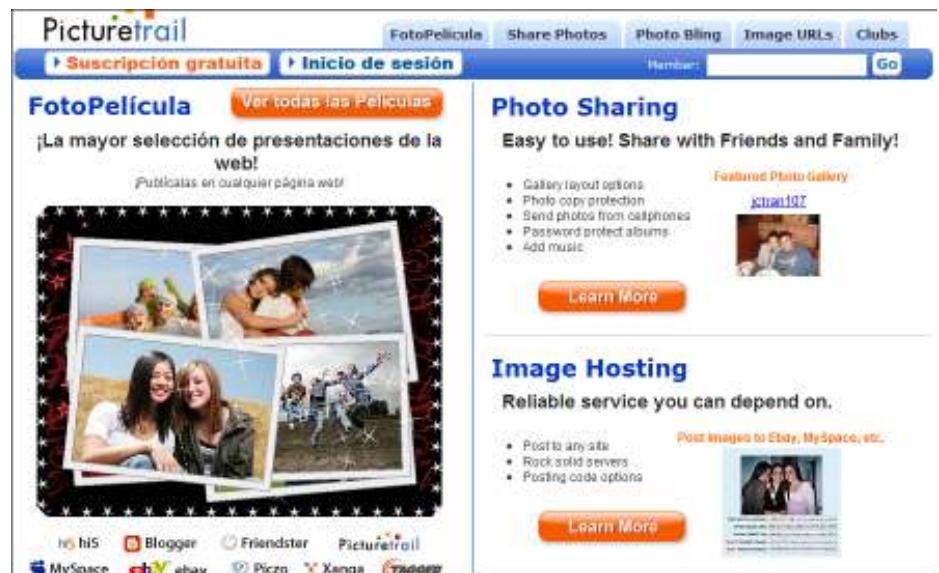 Picturetrail
FotoPelícula Share Photos Photo Bling Image URLs Clubs
Suscripción gratuita Inicio de sesión Member: Go
FotoPelícula Ver todas las Películas
¡La mayor selección de presentaciones de la
web!
¡Publícalas en cualquier página web!
hi5 hi5 Blogger Friendster Picturetrail
MySpace ebay ebay Piczo Xanga TAGGED
Photo Sharing
Easy to use! Share with Friends and Family!
Gallery layout options
Photo copy protection
Send photos from cellphones
Password protect albums
Add music
Featured Photo Gallery
jctran107
Learn More
Image Hosting
Reliable service you can depend on.
Post to any site
Rock solid servers
Posting code options
Post Images to Ebay, MySpace, etc.
Learn More